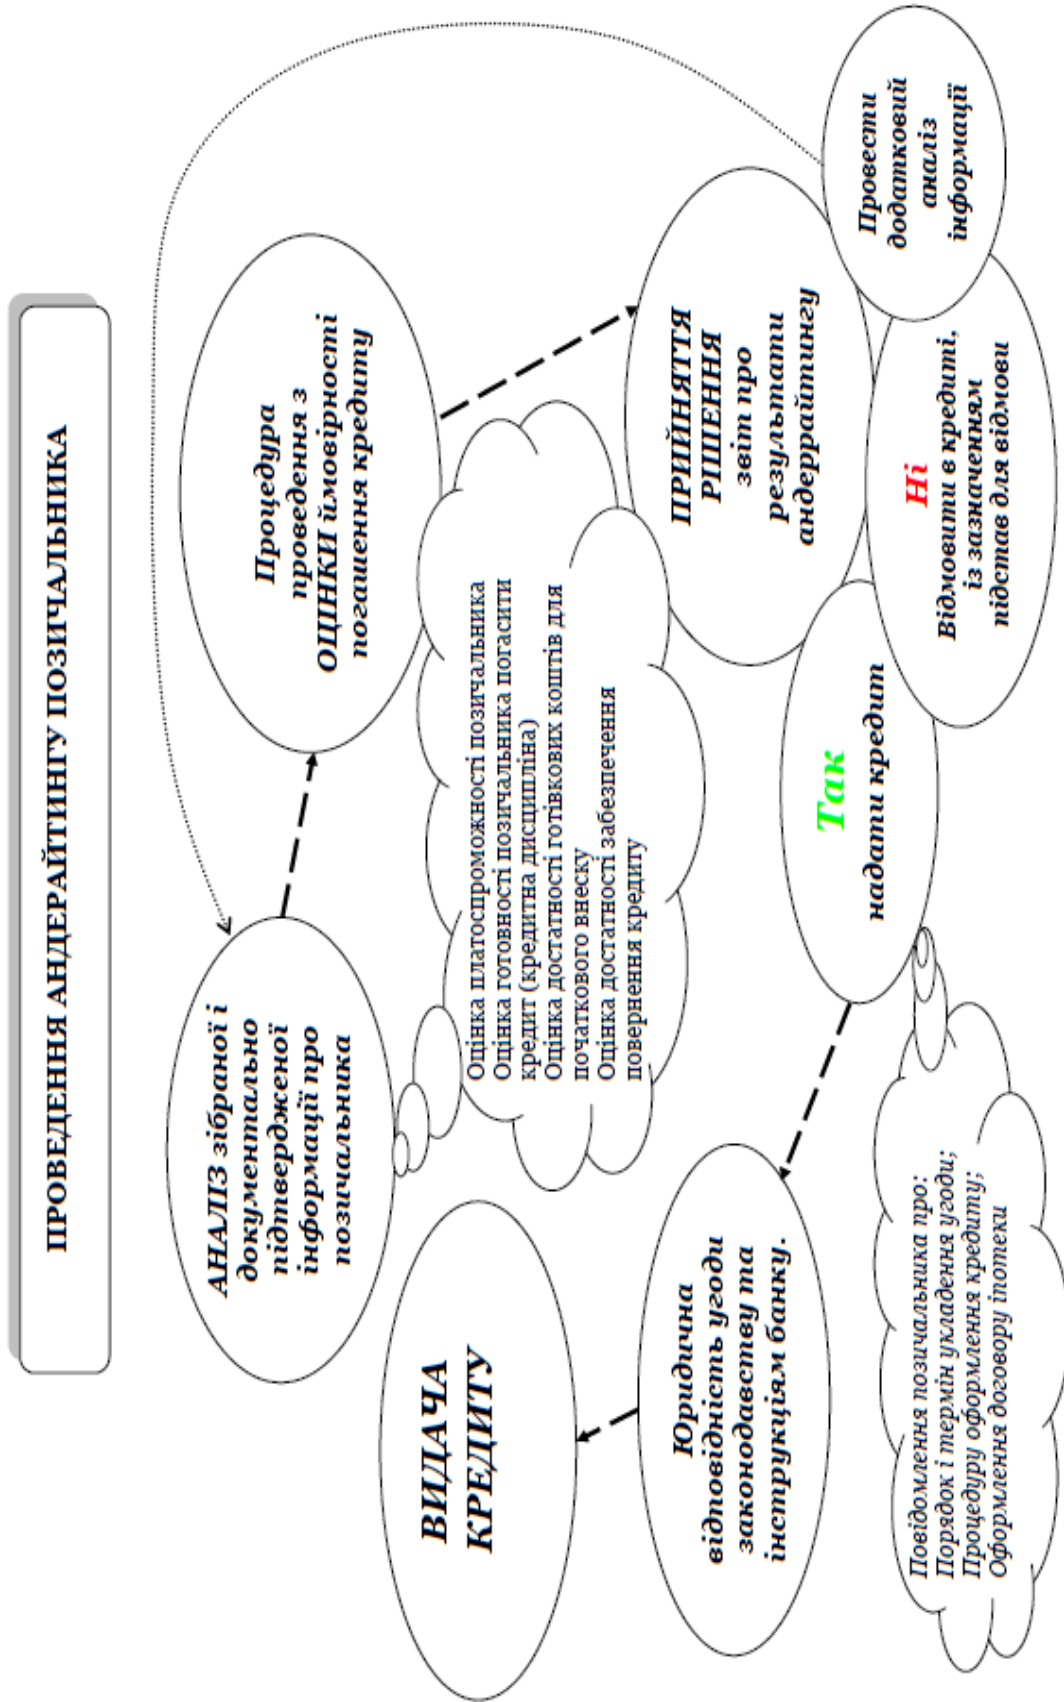 ПРОВЕДЕННЯ АНДЕРАЙТИНГУ ПОЗИЧАЛЬНИКА
АНАЛІЗ зібраної і
документально
підтвердженої
інформації про
позичальника
Процедура
проведення з
ОЦІНКИ ймовірності
погашення кредиту
Оцінка платоспроможності позичальника
Оцінка готовності позичальника погасити
кредит (кредитна дисципліна)
Оцінка достатності готівкових коштів для
початкового внеску
Оцінка достатності забезпечення
повернення кредиту
ПРИЙНЯТТЯ
РІШЕННЯ
звіт про
результати
андеррайтингу
Провести
додатковий
аналіз
інформації
Ні
Відмовити в кредиті,
із зазначенням
підстав для відмови
Так
надати кредит
Повідомлення позичальника про:
Порядок і термін укладення угоди;
Процедуру оформлення кредиту;
Оформлення договору іпотеки
Юридична
відповідність угоди
законодавству та
інструкціям банку.
ВИДАЧА
КРЕДИТУ